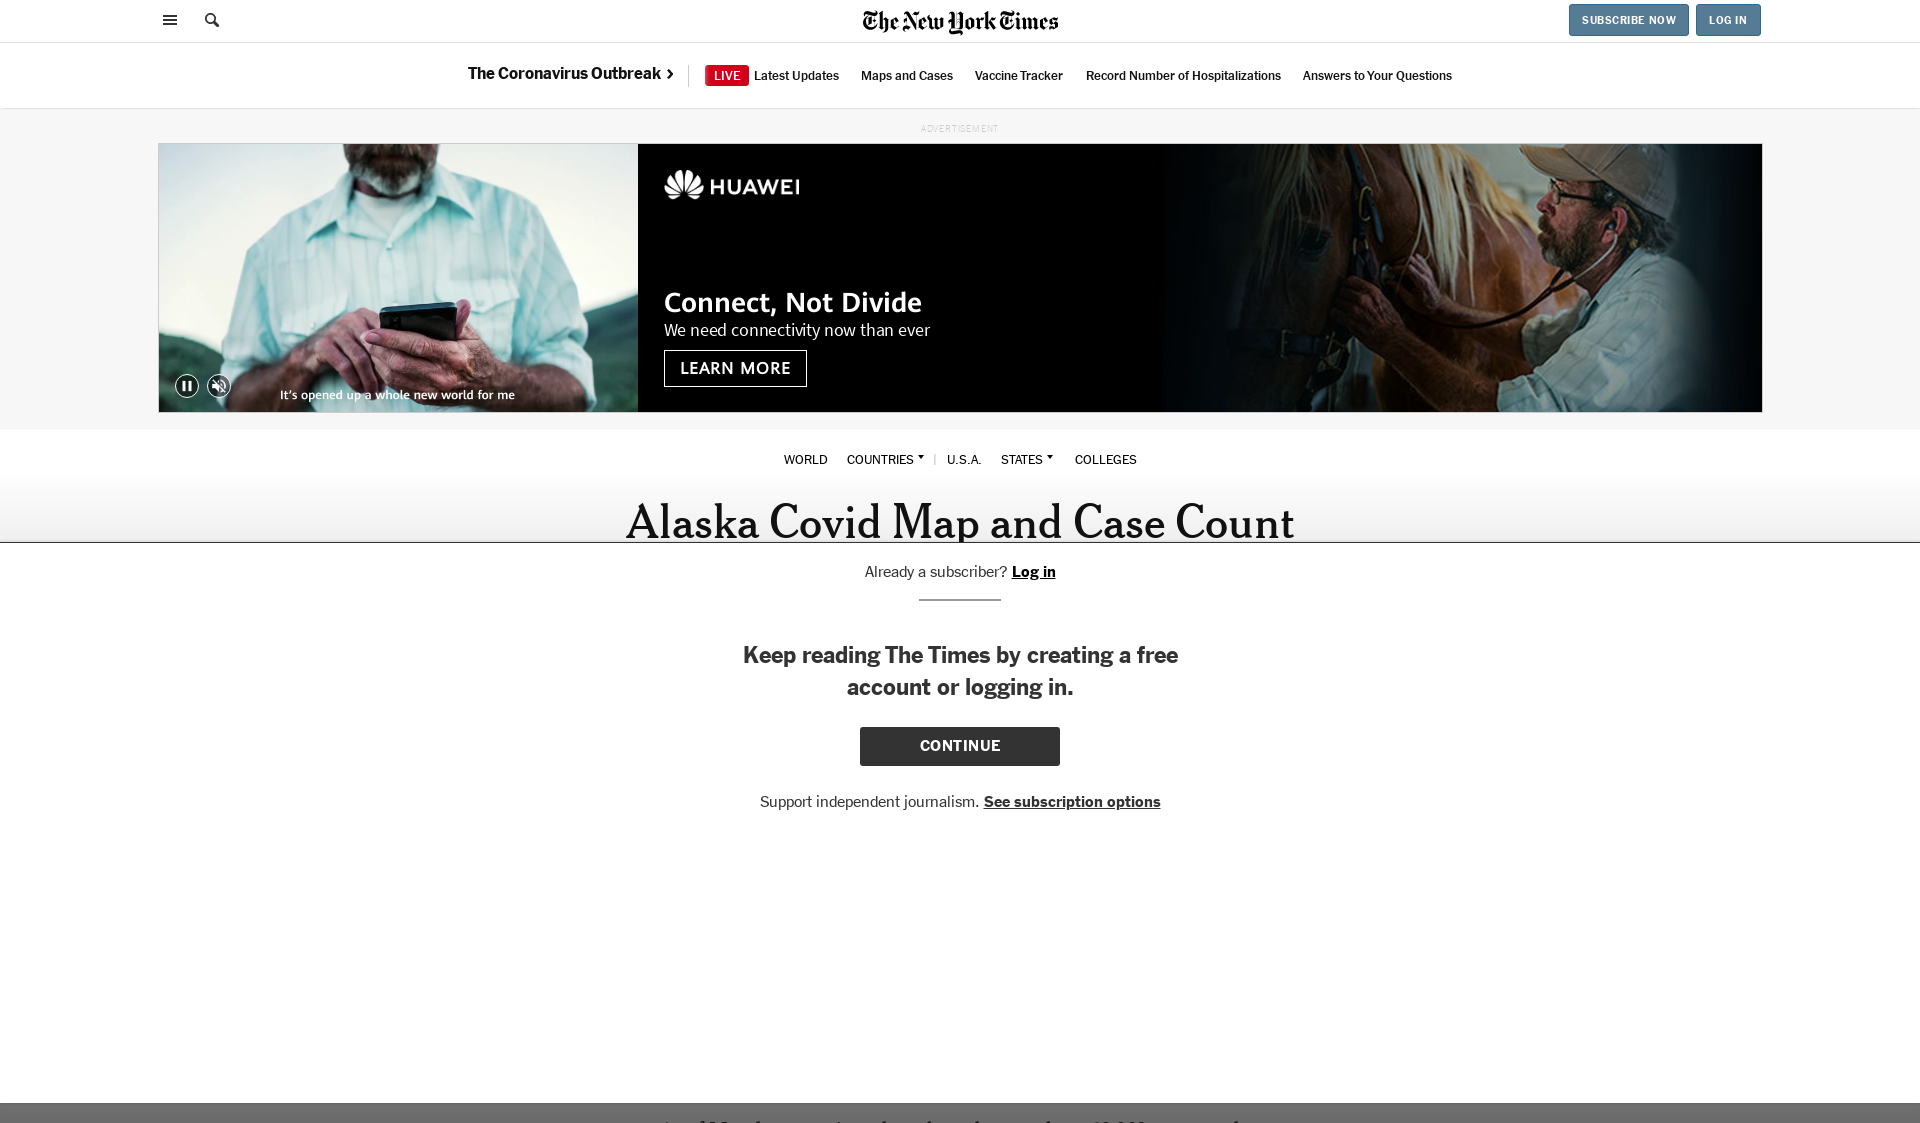 The New York Times
SUBSCRIBE NOW
LOG IN
The Coronavirus Outbreak
LIVE Latest Updates
Maps and Cases
Vaccine Tracker
Record Number of Hospitalizations
Answers to Your Questions
ADVERTISEMENT
HUAWEI
Connect, Not Divide
We need connectivity now than ever
LEARN MORE
It's opened up a whole new world for me
WORLD COUNTRIES | U.S.A. STATES COLLEGES
Alaska Covid Map and Case Count
Already a subscriber? Log in
Keep reading The Times by creating a free
account or logging in.
CONTINUE
Support independent journalism. See subscription options